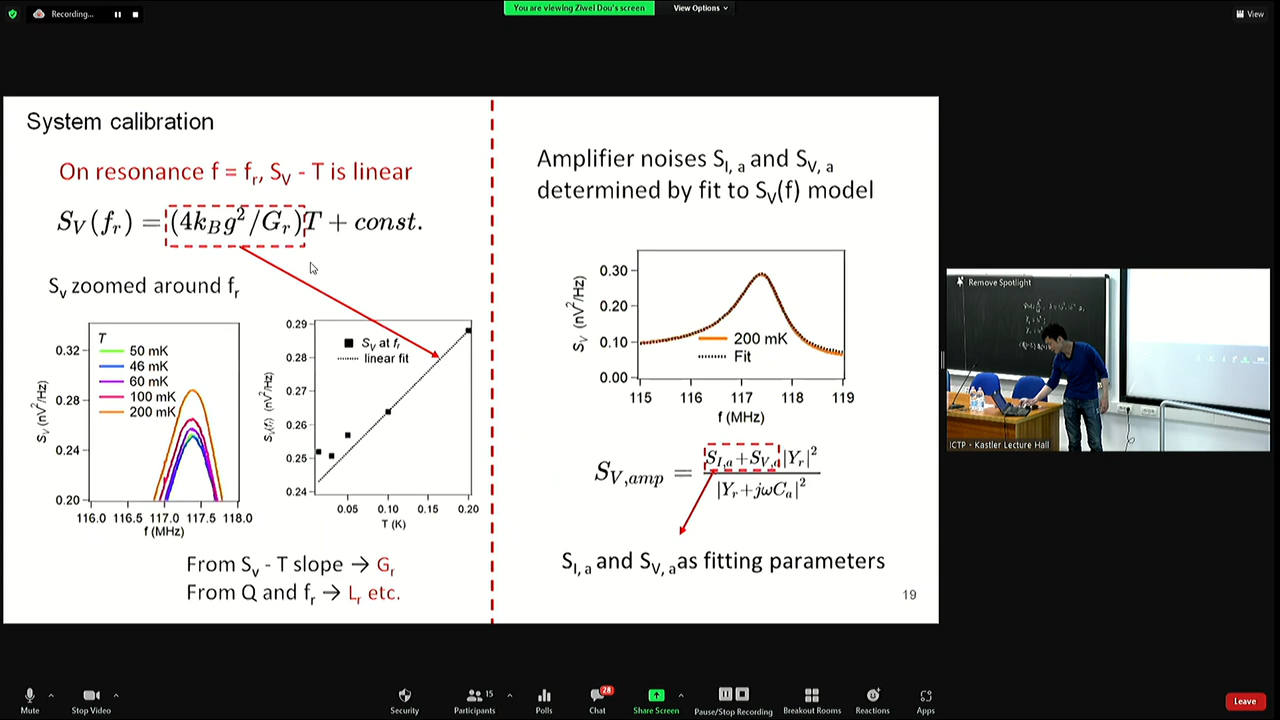 Recording...
You are viewing Ziwei Dou's screen
View Options
View
System calibration
On resonance f = fr, SV - T is linear
SV(fr) = (4kBg²/Gr)T + const.
Sv zoomed around fr
T
50 mK
46 mK
60 mK
100 mK
200 mK
SV (nV²/Hz)
0.32
0.28
0.24
0.20
116.0 116.5 117.0 117.5 118.0
f (MHz)
SV at fr
linear fit
SV(fr) (nV²/Hz)
0.29
0.28
0.27
0.26
0.25
0.24
0.05 0.10 0.15 0.20
T (K)
From Sv - T slope → Gr
From Q and fr → Lr etc.
Amplifier noises SI, a and SV, a
determined by fit to SV(f) model
SV (nV²/Hz)
0.30
0.20
0.10
0.00
200 mK
Fit
115 116 117 118 119
f (MHz)
SV,amp = SI,a+SV,a|Yr|² / |Yr+jωCa|²
SI, a and SV, a as fitting parameters
19
Remove Spotlight
ICTP - Kastler Lecture Hall
Mute
Stop Video
Security
15
Participants
Polls
28
Chat
Share Screen
Pause/Stop Recording
Breakout Rooms
Reactions
Apps
Leave